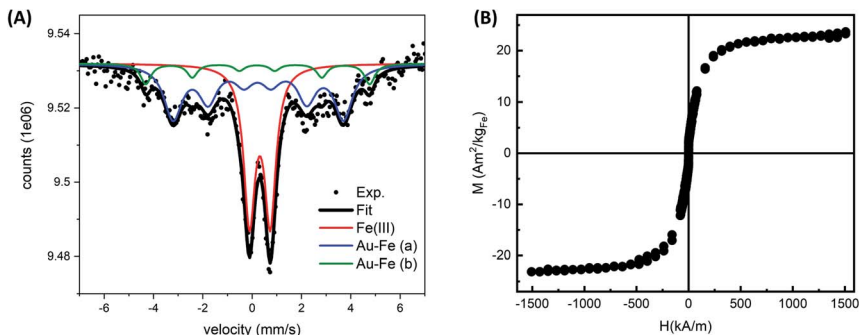 (A)
9.54
9.52
9.5
9.48
counts (1e06)
Exp.
Fit
Fe(III)
Au-Fe (a)
Au-Fe (b)
-6 -4 -2 0 2 4 6
velocity (mm/s)
(B)
20
10
0
-10
-20
M (Am²/kg_Fe)
-1500 -1000 -500 0 500 1000 1500
H(kA/m)